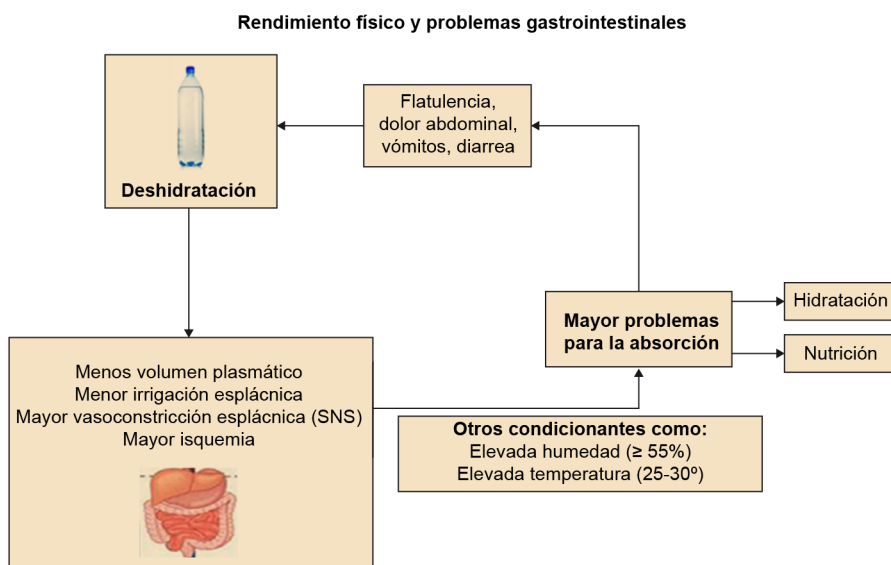 Rendimiento físico y problemas gastrointestinales
Deshidratación
Flatulencia,
dolor abdominal,
vómitos, diarrea
Menos volumen plasmático
Menor irrigación esplácnica
Mayor vasoconstricción esplácnica (SNS)
Mayor isquemia
Mayor problemas
para la absorción
Hidratación
Nutrición
Otros condicionantes como:
Elevada humedad (≥ 55%)
Elevada temperatura (25-30º)